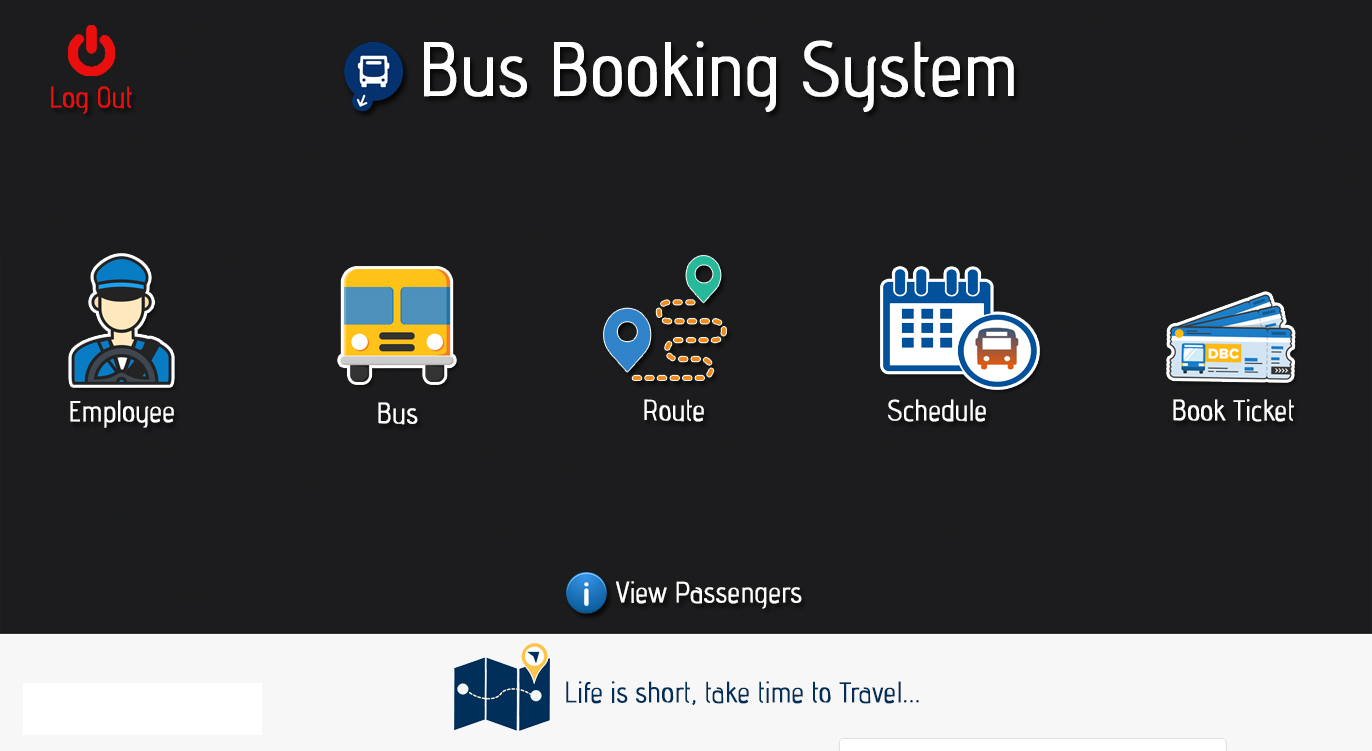 Log Out
Bus Booking System
Employee
Bus
Route
Schedule
DBC
Book Ticket
View Passengers
Life is short, take time to Travel...